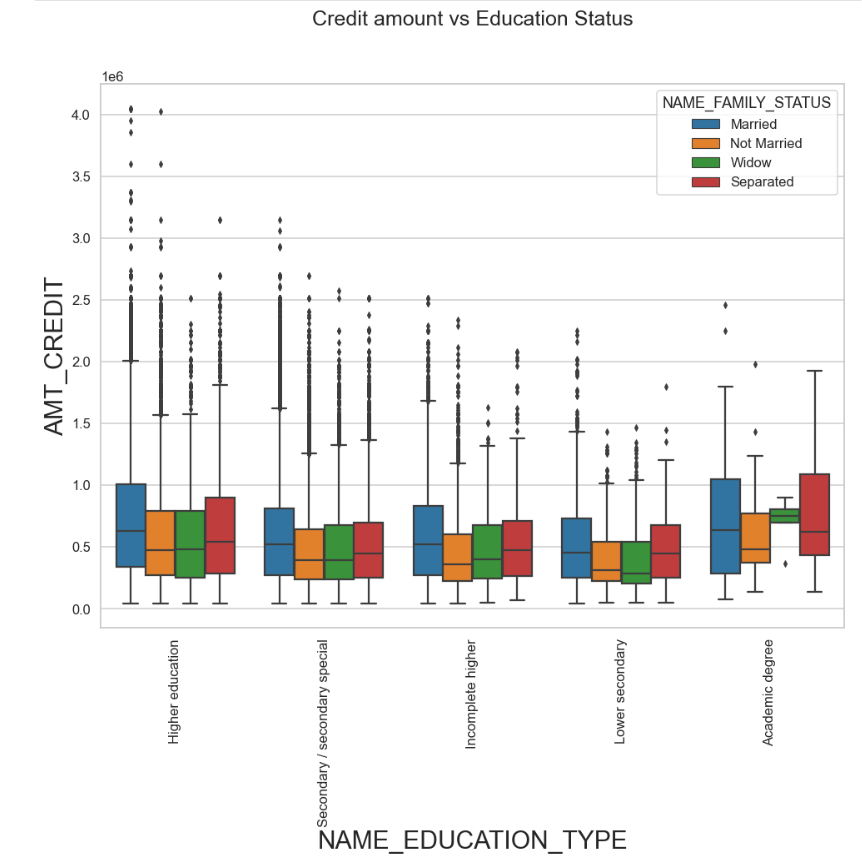 Credit amount vs Education Status
1e6
4.0
3.5
3.0
2.5
2.0
1.5
1.0
0.5
0.0
AMT_CREDIT
NAME_FAMILY_STATUS
Married
Not Married
Widow
Separated
Higher education
Secondary / secondary special
Incomplete higher
Lower secondary
Academic degree
NAME_EDUCATION_TYPE